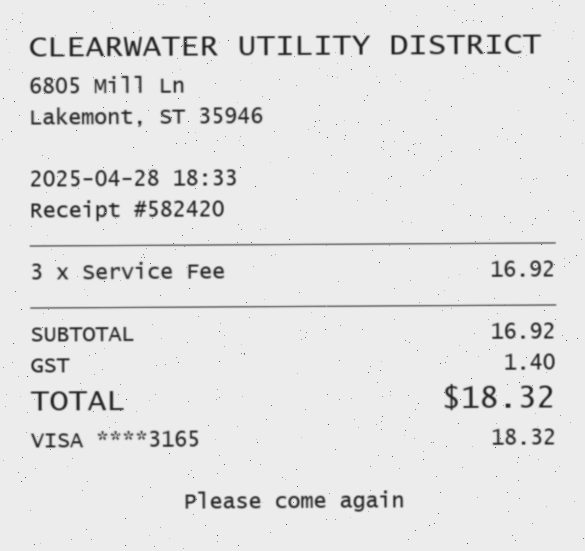 CLEARWATER UTILITY DISTRICT
6805 Mill Ln
Lakemont, ST 35946
2025-04-28 18:33
Receipt #582420
3 x Service Fee 16.92
SUBTOTAL 16.92
GST 1.40
TOTAL $18.32
VISA ****3165 18.32
Please come again